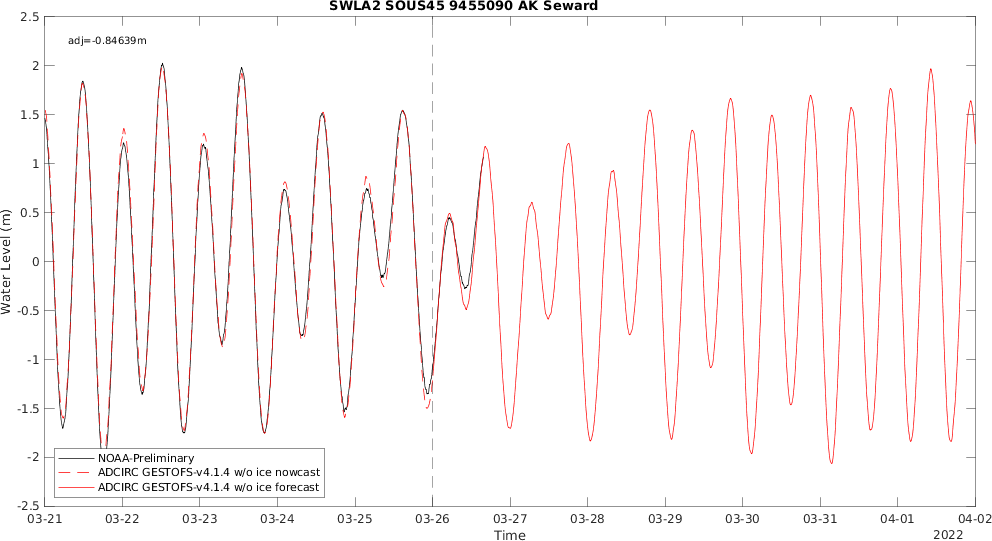 SWLA2 SOUS45 9455090 AK Seward
adj=-0.84639m
2.5
2
1.5
1
0.5
0
-0.5
-1
-1.5
-2
-2.5
Water Level (m)
NOAA-Preliminary
ADCIRC GESTOFS-v4.1.4 w/o ice nowcast
ADCIRC GESTOFS-v4.1.4 w/o ice forecast
03-21 03-22 03-23 03-24 03-25 03-26 03-27 03-28 03-29 03-30 03-31 04-01 04-02
Time
2022